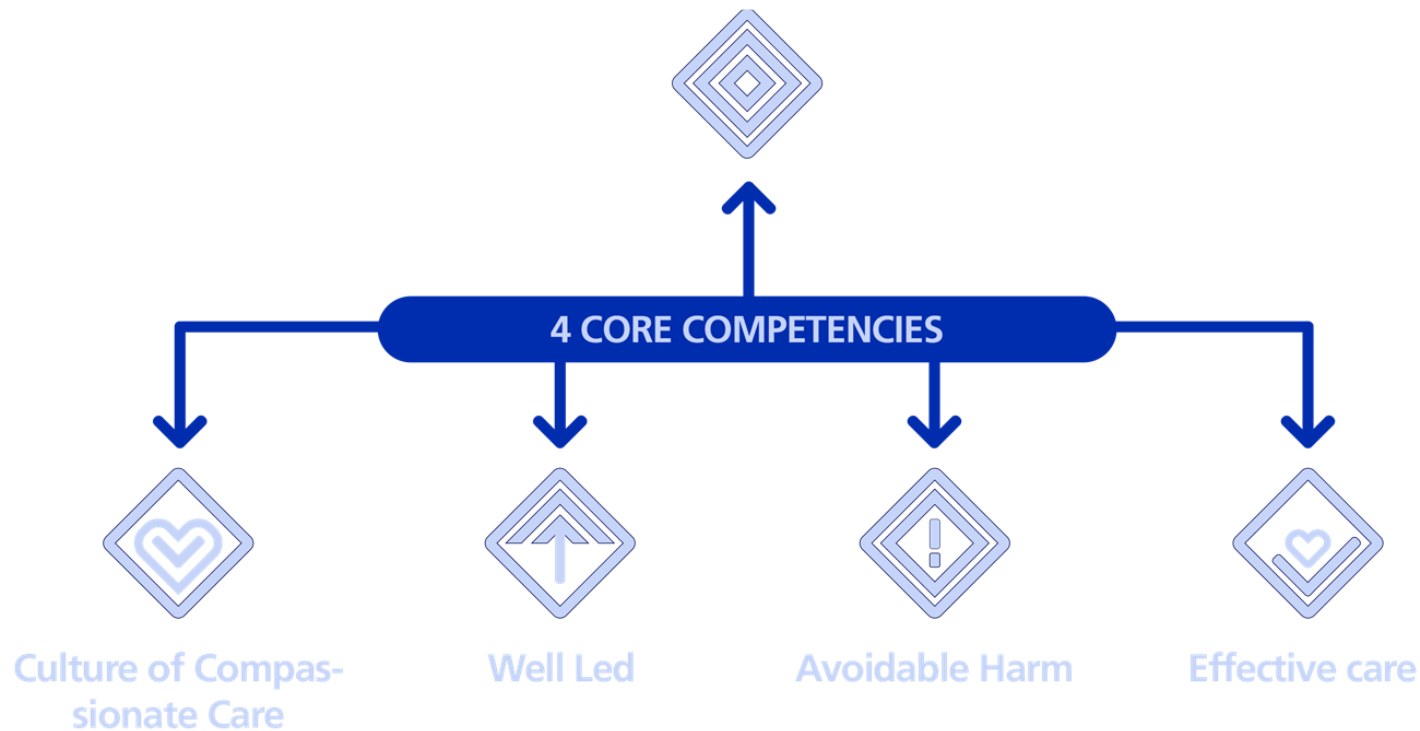 4 CORE COMPETENCIES
Culture of Compas-
sionate Care
Well Led
Avoidable Harm
Effective care